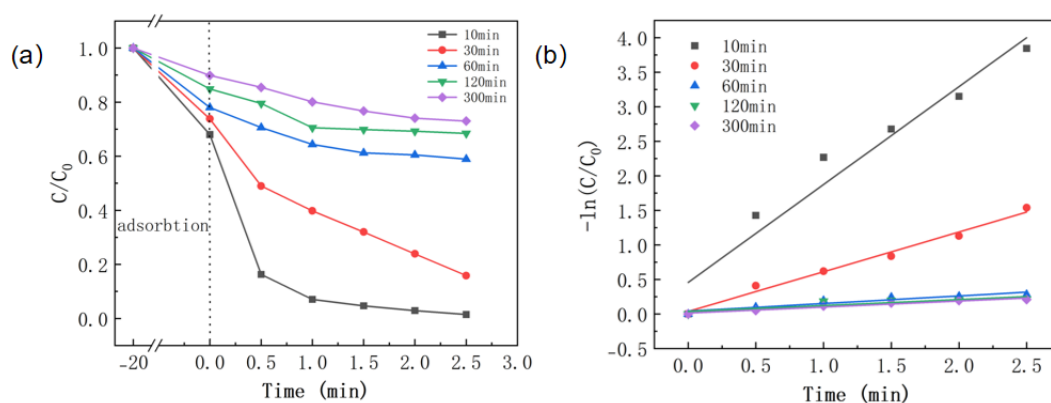 (a)
C/C0
1.0
0.8
0.6
0.4
0.2
0.0
adsorbtion
10min
30min
60min
120min
300min
-20 0.0 0.5 1.0 1.5 2.0 2.5 3.0
Time (min)
(b)
-ln(C/C0)
4.0
3.5
3.0
2.5
2.0
1.5
1.0
0.5
0.0
-0.5
10min
30min
60min
120min
300min
0.0 0.5 1.0 1.5 2.0 2.5
Time (min)